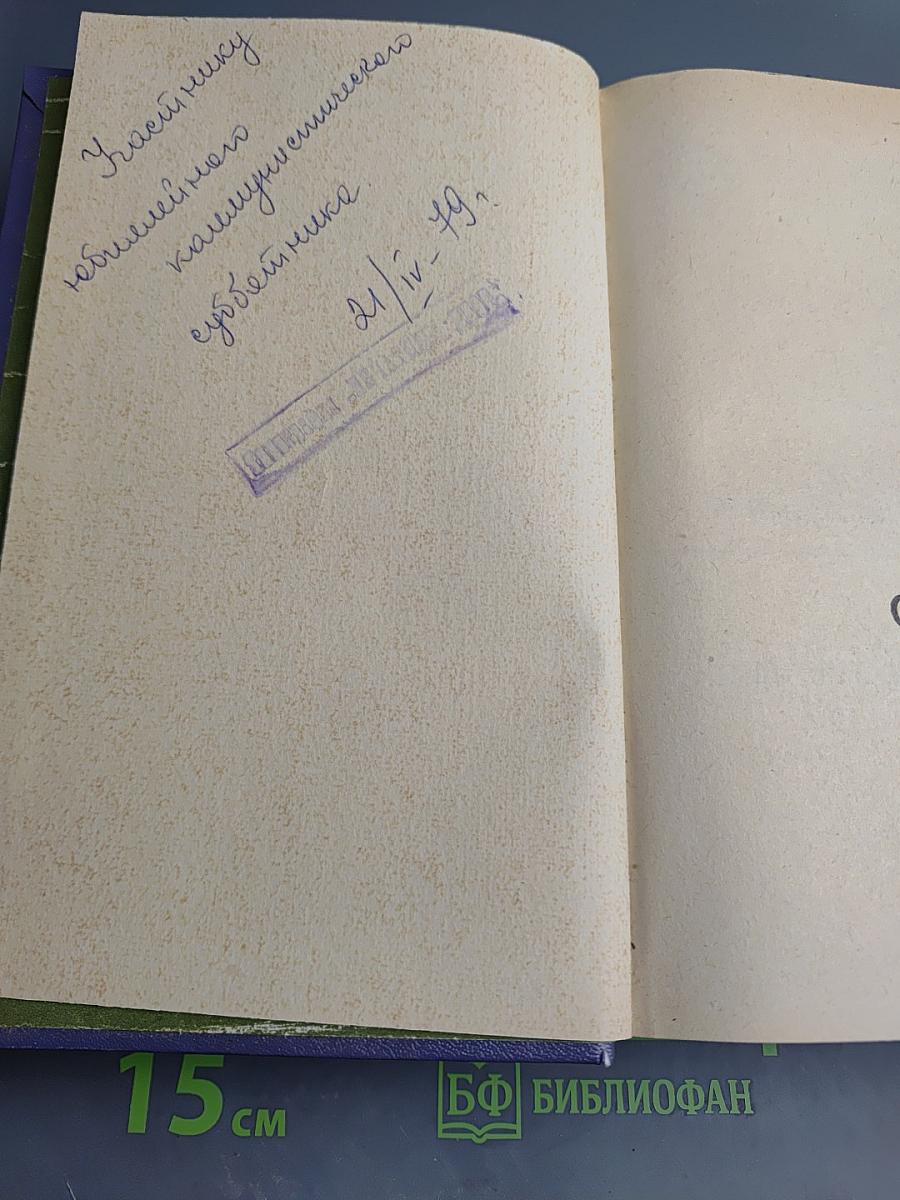 Участнику
юбилейного
коммунистического
субботника.
21/IV-79г.
15 см
БФ БИБЛИОФАН